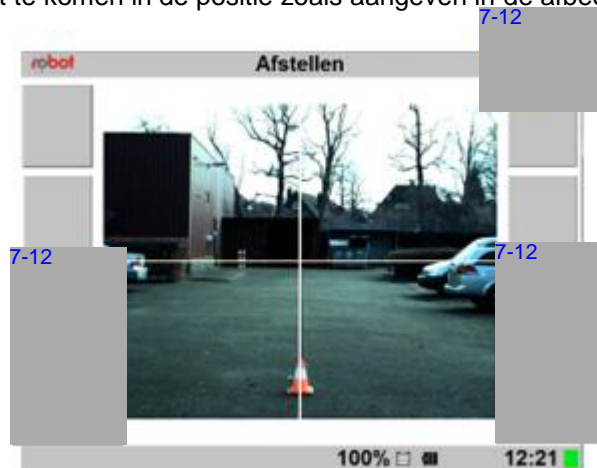 t te komen in de positie zoals aangeven in de afbee
7-12
robot Afstellen
7-12
7-12
100% 12:21